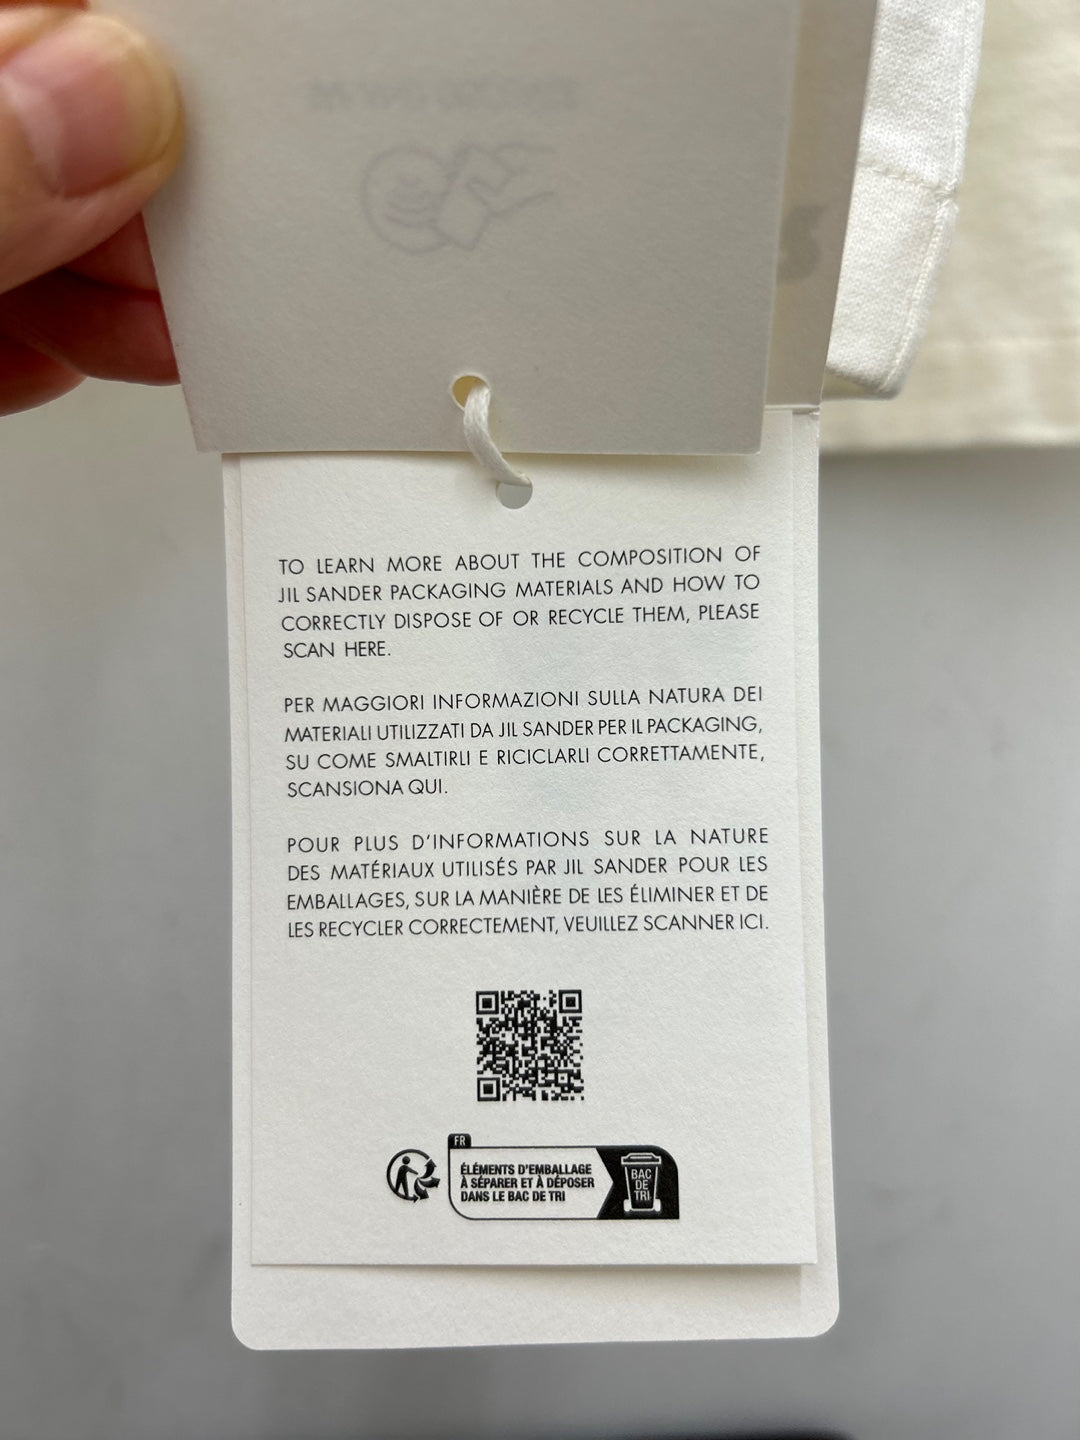 TO LEARN MORE ABOUT THE COMPOSITION OF
JIL SANDER PACKAGING MATERIALS AND HOW TO
CORRECTLY DISPOSE OF OR RECYCLE THEM, PLEASE
SCAN HERE.
PER MAGGIORI INFORMAZIONI SULLA NATURA DEI
MATERIALI UTILIZZATI DA JIL SANDER PER IL PACKAGING,
SU COME SMALTIRLI E RICICLARLI CORRETTAMENTE,
SCANSIONA QUI.
POUR PLUS D'INFORMATIONS SUR LA NATURE
DES MATÉRIAUX UTILISÉS PAR JIL SANDER POUR LES
EMBALLAGES, SUR LA MANIÈRE DE LES ÉLIMINER ET DE
LES RECYCLER CORRECTEMENT, VEUILLEZ SCANNER ICI.
FR
ÉLÉMENTS D'EMBALLAGE
À SÉPARER ET À DÉPOSER
DANS LE BAC DE TRI
BAC
DE
TRI